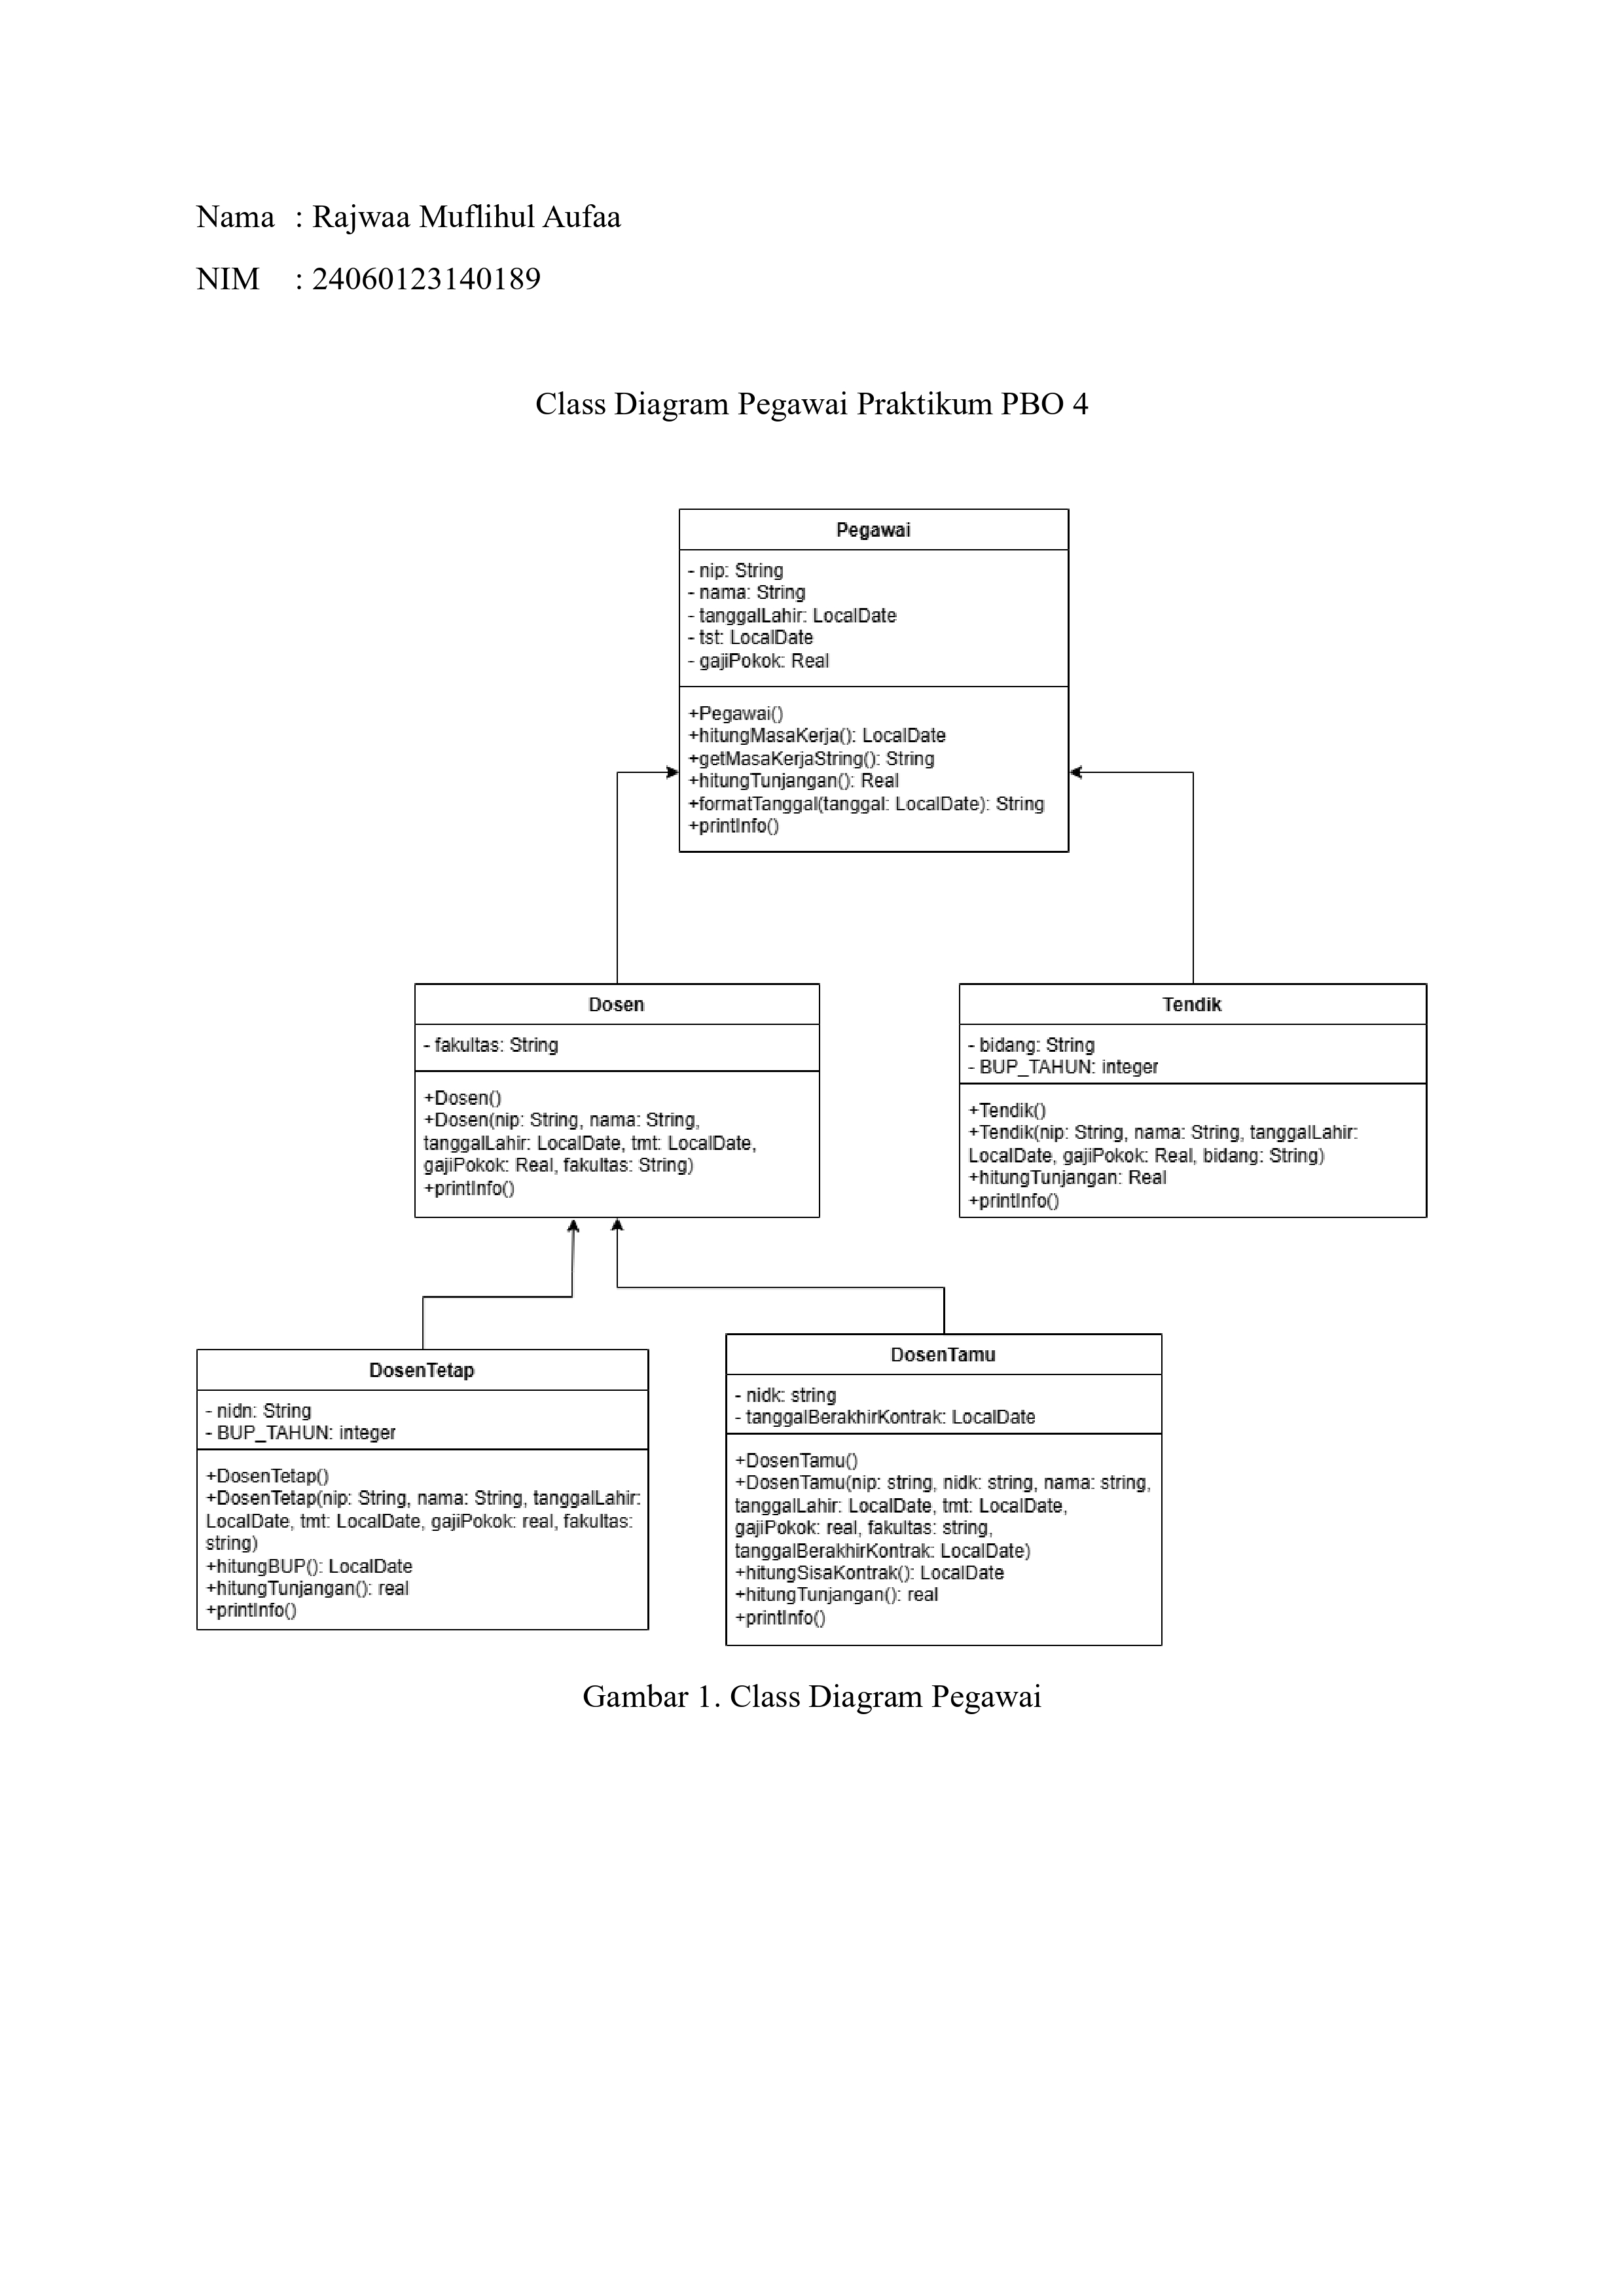 Nama : Rajwaa Muflihul Aufaa
NIM : 24060123140189
Class Diagram Pegawai Praktikum PBO 4
Pegawai
- nip: String
- nama: String
- tanggalLahir: LocalDate
- tst: LocalDate
- gajiPokok: Real
+Pegawai()
+hitungMasaKerja(): LocalDate
+getMasaKerjaString(): String
+hitungTunjangan(): Real
+formatTanggal(tanggal: LocalDate): String
+printInfo()
Dosen
- fakultas: String
+Dosen()
+Dosen(nip: String, nama: String,
tanggalLahir: LocalDate, tmt: LocalDate,
gajiPokok: Real, fakultas: String)
+printInfo()
Tendik
- bidang: String
- BUP_TAHUN: integer
+Tendik()
+Tendik(nip: String, nama: String, tanggalLahir:
LocalDate, gajiPokok: Real, bidang: String)
+hitungTunjangan: Real
+printInfo()
DosenTetap
- nidn: String
- BUP_TAHUN: integer
+DosenTetap()
+DosenTetap(nip: String, nama: String, tanggalLahir:
LocalDate, tmt: LocalDate, gajiPokok: real, fakultas:
string)
+hitungBUP(): LocalDate
+hitungTunjangan(): real
+printInfo()
DosenTamu
- nidk: string
- tanggalBerakhirKontrak: LocalDate
+DosenTamu()
+DosenTamu(nip: string, nidk: string, nama: string,
tanggalLahir: LocalDate, tmt: LocalDate,
gajiPokok: real, fakultas: string,
tanggalBerakhirKontrak: LocalDate)
+hitungSisaKontrak(): LocalDate
+hitungTunjangan(): real
+printInfo()
Gambar 1. Class Diagram Pegawai